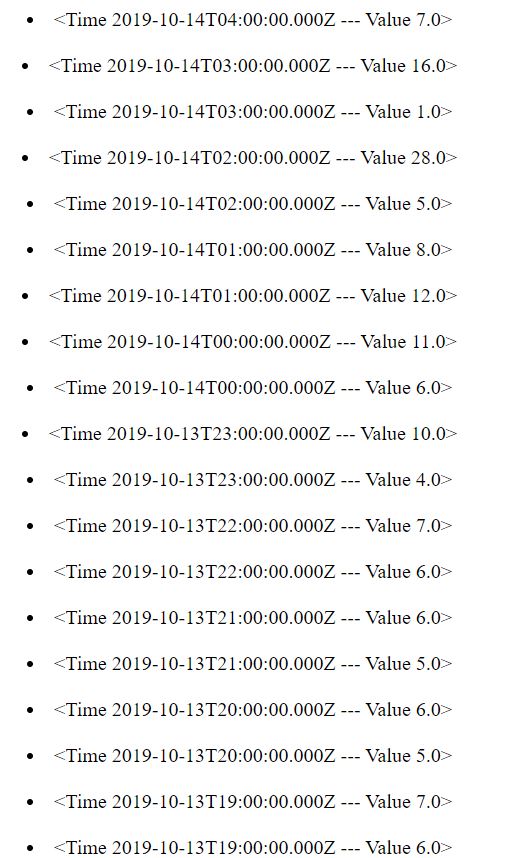 • <Time 2019-10-14T04:00:00.000Z --- Value 7.0>
• <Time 2019-10-14T03:00:00.000Z --- Value 16.0>
• <Time 2019-10-14T03:00:00.000Z --- Value 1.0>
• <Time 2019-10-14T02:00:00.000Z --- Value 28.0>
• <Time 2019-10-14T02:00:00.000Z --- Value 5.0>
• <Time 2019-10-14T01:00:00.000Z --- Value 8.0>
• <Time 2019-10-14T01:00:00.000Z --- Value 12.0>
• <Time 2019-10-14T00:00:00.000Z --- Value 11.0>
• <Time 2019-10-14T00:00:00.000Z --- Value 6.0>
• <Time 2019-10-13T23:00:00.000Z --- Value 10.0>
• <Time 2019-10-13T23:00:00.000Z --- Value 4.0>
• <Time 2019-10-13T22:00:00.000Z --- Value 7.0>
• <Time 2019-10-13T22:00:00.000Z --- Value 6.0>
• <Time 2019-10-13T21:00:00.000Z --- Value 6.0>
• <Time 2019-10-13T21:00:00.000Z --- Value 5.0>
• <Time 2019-10-13T20:00:00.000Z --- Value 6.0>
• <Time 2019-10-13T20:00:00.000Z --- Value 5.0>
• <Time 2019-10-13T19:00:00.000Z --- Value 7.0>
• <Time 2019-10-13T19:00:00.000Z --- Value 6.0>